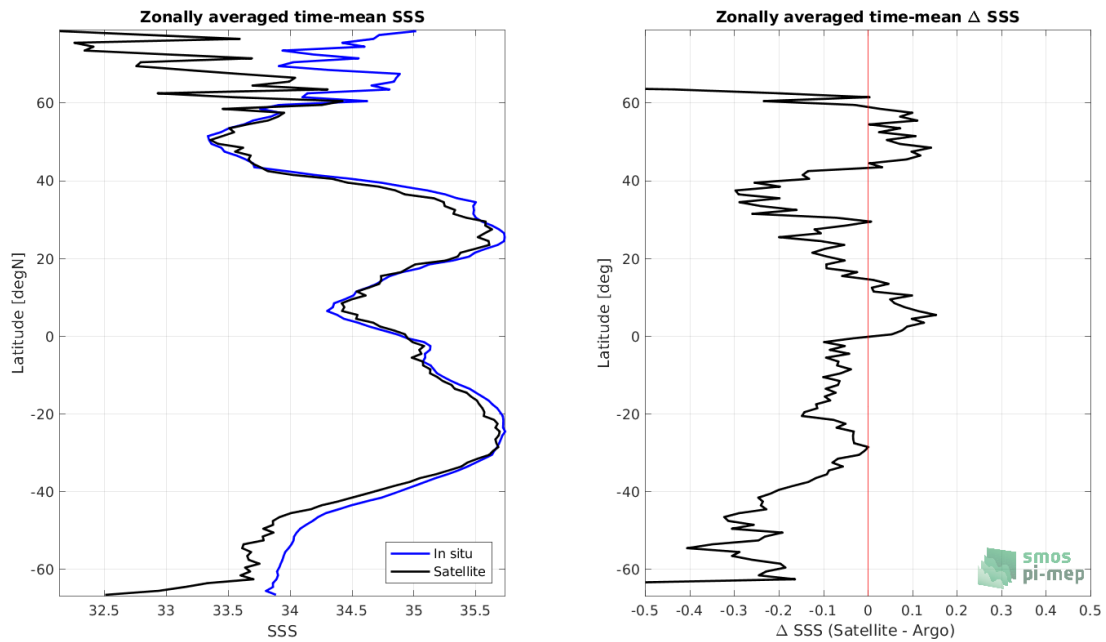 Zonally averaged time-mean SSS
Latitude [degN]
60
40
20
0
-20
-40
-60
32.5 33 33.5 34 34.5 35 35.5
SSS
In situ
Satellite
Zonally averaged time-mean Δ SSS
Latitude [deg]
60
40
20
0
-20
-40
-60
-0.5 -0.4 -0.3 -0.2 -0.1 0 0.1 0.2 0.3 0.4 0.5
Δ SSS (Satellite - Argo)
smos
pi-mep